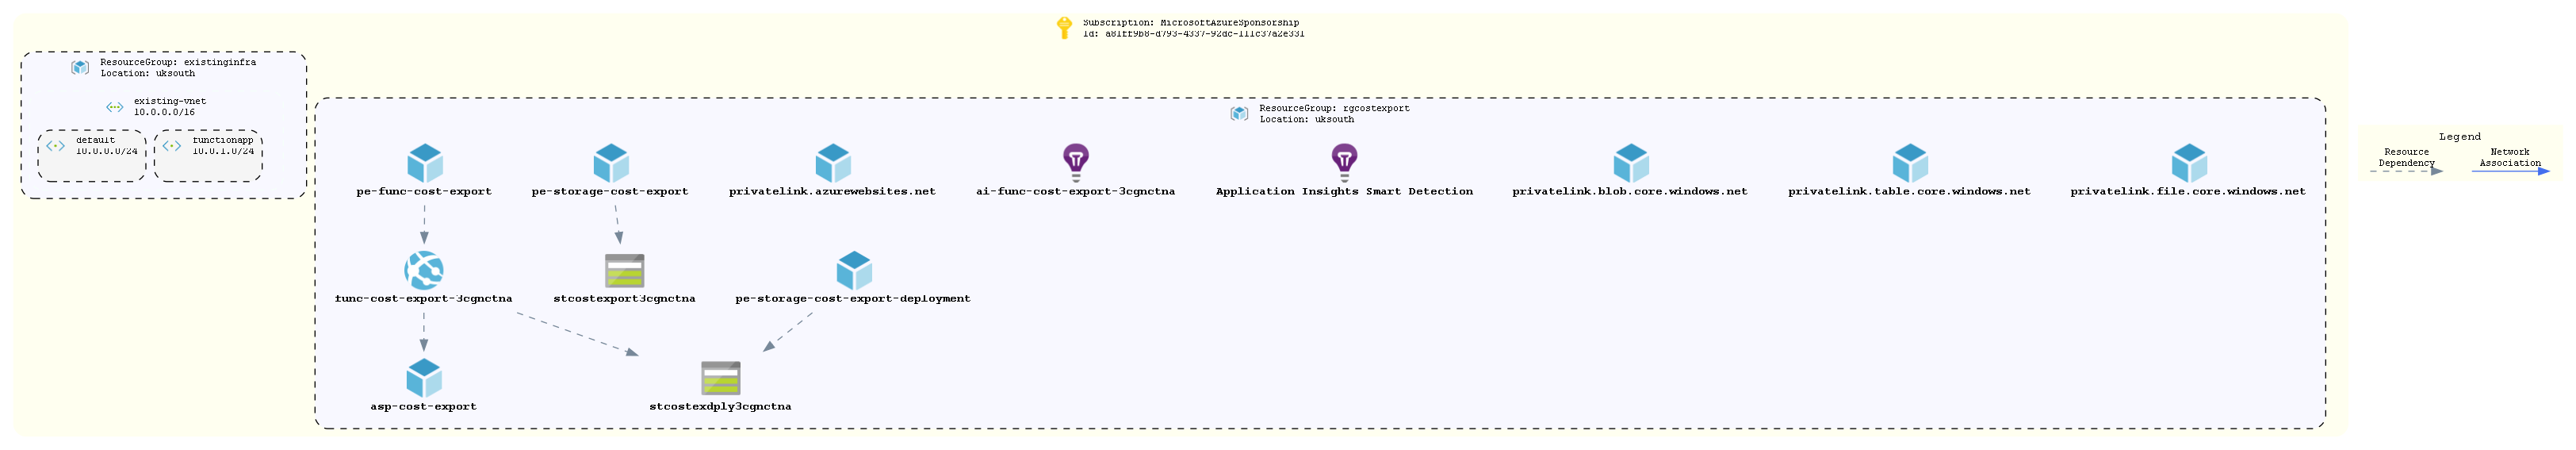 Subscription: MicrosoftAzureSponsorship
Id: a81ff9b8-d793-4337-92dc-111c37a2e331
ResourceGroup: existinginfra
Location: uksouth
existing-vnet
10.0.0.0/16
default
10.0.0.0/24
functionapp
10.0.1.0/24
ResourceGroup: rgcostexport
Location: uksouth
pe-func-cost-export
pe-storage-cost-export
privatelink.azurewebsites.net
ai-func-cost-export-3cgnctna
Application Insights Smart Detection
privatelink.blob.core.windows.net
privatelink.table.core.windows.net
privatelink.file.core.windows.net
func-cost-export-3cgnctna
stcostexport3cgnctna
pe-storage-cost-export-deployment
asp-cost-export
stcostexdply3cgnctna
Legend
Resource
Dependency
Network
Association